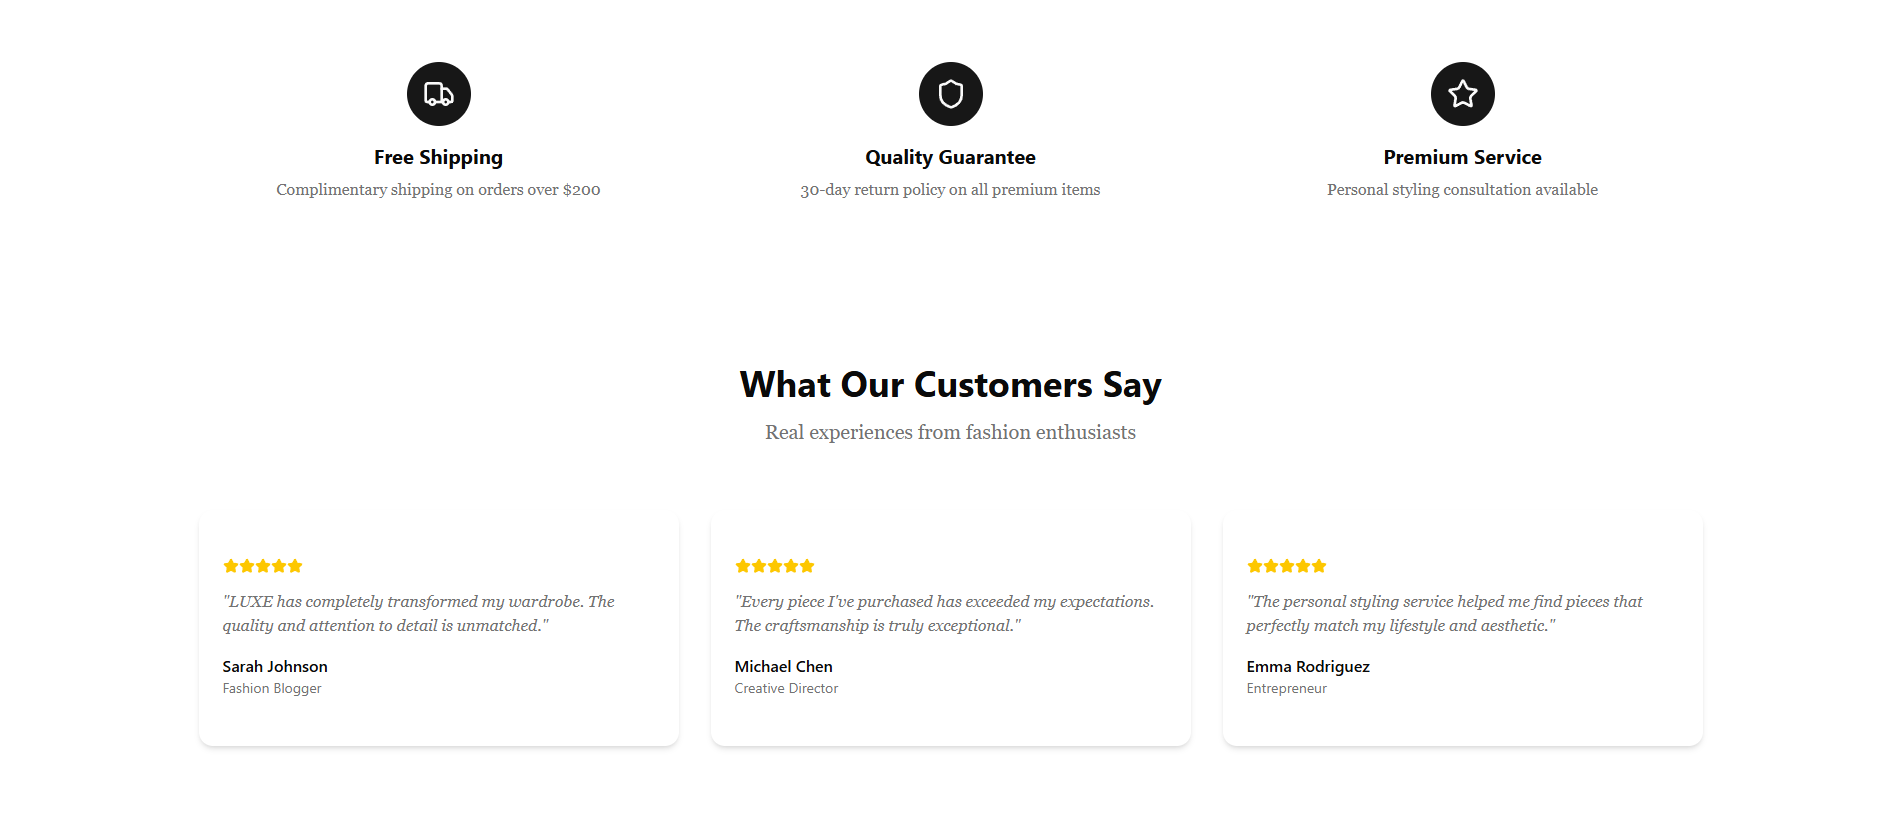 Free Shipping
Complimentary shipping on orders over $200
Quality Guarantee
30-day return policy on all premium items
Premium Service
Personal styling consultation available
What Our Customers Say
Real experiences from fashion enthusiasts
"LUXE has completely transformed my wardrobe. The
quality and attention to detail is unmatched."
Sarah Johnson
Fashion Blogger
"Every piece I've purchased has exceeded my expectations.
The craftsmanship is truly exceptional."
Michael Chen
Creative Director
"The personal styling service helped me find pieces that
perfectly match my lifestyle and aesthetic."
Emma Rodriguez
Entrepreneur